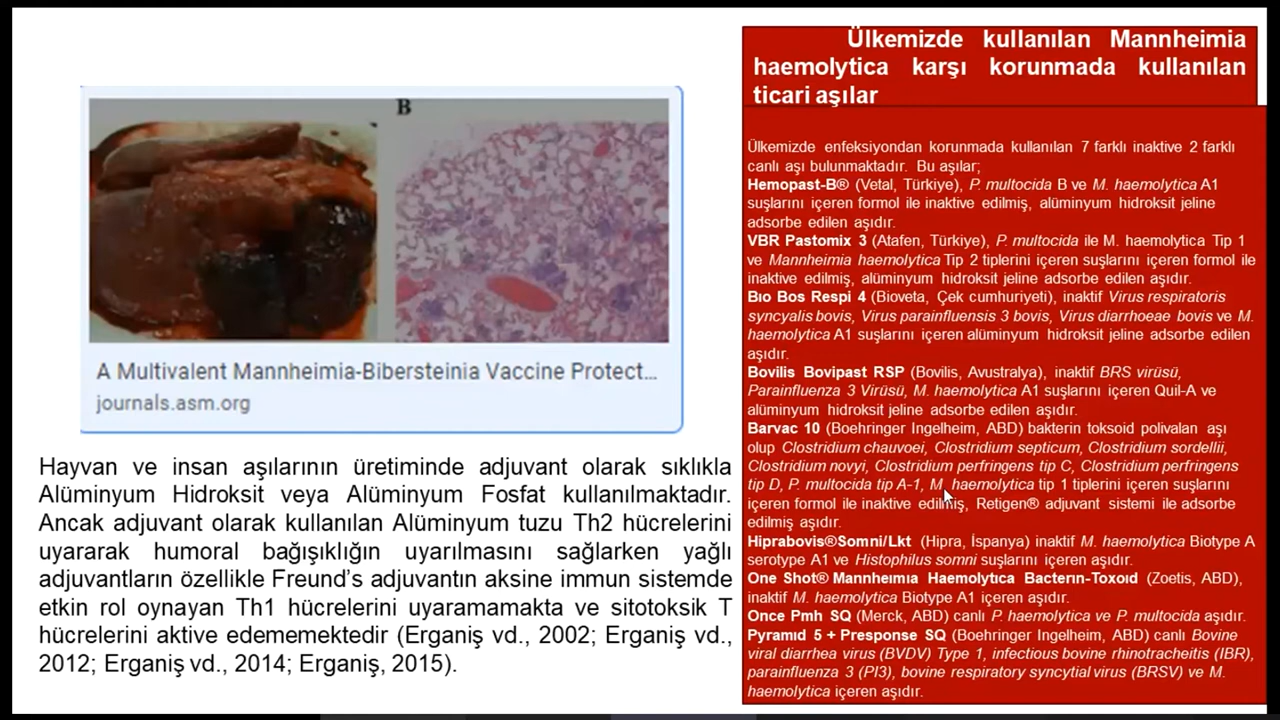 B
A Multivalent Mannheimia-Bibersteinia Vaccine Protect...
journals.asm.org
Hayvan ve insan aşılarının üretiminde adjuvant olarak sıklıkla
Alüminyum Hidroksit veya Alüminyum Fosfat kullanılmaktadır.
Ancak adjuvant olarak kullanılan Alüminyum tuzu Th2 hücrelerini
uyararak humoral bağışıklığın uyarılmasını sağlarken yağlı
adjuvantların özellikle Freund's adjuvantın aksine immun sistemde
etkin rol oynayan Th1 hücrelerini uyaramamakta ve sitotoksik T
hücrelerini aktive edememektedir (Erganiş vd., 2002; Erganiş vd.,
2012; Erganiş vd., 2014; Erganiş, 2015).
Ülkemizde kullanılan Mannheimia
haemolytica karşı korunmada kullanılan
ticari aşılar
Ülkemizde enfeksiyondan korunmada kullanılan 7 farklı inaktive 2 farklı
canlı aşı bulunmaktadır. Bu aşılar;
Hemopast-B® (Vetal, Türkiye), P. multocida B ve M. haemolytica A1
suşlarını içeren formol ile inaktive edilmiş, alüminyum hidroksit jeline
adsorbe edilen aşıdır.
VBR Pastomix 3 (Atafen, Türkiye), P. multocida ile M. haemolytica Tip 1
ve Mannheimia haemolytica Tip 2 tiplerini içeren suşlarını içeren formol ile
inaktive edilmiş, alüminyum hidroksit jeline adsorbe edilen aşıdır.
Bıo Bos Respi 4 (Bioveta, Çek cumhuriyeti), inaktif Virus respiratoris
syncyalis bovis, Virus parainfluensis 3 bovis, Virus diarrhoeae bovis ve M.
haemolytica A1 suşlarını içeren alüminyum hidroksit jeline adsorbe edilen
aşıdır.
Bovilis Bovipast RSP (Bovilis, Avustralya), inaktif BRS virüsü,
Parainfluenza 3 Virüsü, M. haemolytica A1 suşlarını içeren Quil-A ve
alüminyum hidroksit jeline adsorbe edilen aşıdır.
Barvac 10 (Boehringer Ingelheim, ABD) bakterin toksoid polivalan aşı
olup Clostridium chauvoei, Clostridium septicum, Clostridium sordellii,
Clostridium novyi, Clostridium perfringens tip C, Clostridium perfringens
tip D, P. multocida tip A-1, M. haemolytica tip 1 tiplerini içeren suşlarını
içeren formol ile inaktive edilmiş, Retigen® adjuvant sistemi ile adsorbe
edilmiş aşıdır.
Hiprabovis®Somni/Lkt (Hipra, İspanya) inaktif M. haemolytica Biotype A
serotype A1 ve Histophilus somni suşlarını içeren aşıdır.
One Shot® Mannheımıa Haemolytıca Bacterın-Toxoıd (Zoetis, ABD),
inaktif M. haemolytica Biotype A1 içeren aşıdır.
Once Pmh SQ (Merck, ABD) canlı P. haemolytica ve P. multocida aşıdır.
Pyramıd 5 + Presponse SQ (Boehringer Ingelheim, ABD) canlı Bovine
viral diarrhea virus (BVDV) Type 1, infectious bovine rhinotracheitis (IBR),
parainfluenza 3 (PI3), bovine respiratory syncytial virus (BRSV) ve M.
haemolytica içeren aşıdır.